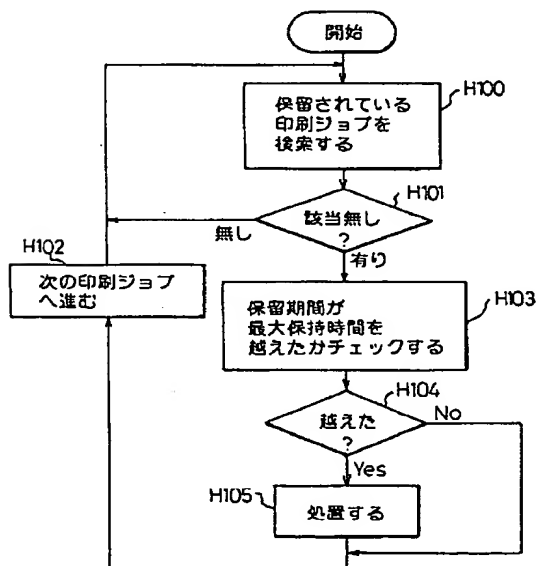 開始
保留されている
印刷ジョブを
検索する
H100
該当無し
?
H101
無し
有り
H102
次の印刷ジョブ
へ進む
保留期間が
最大保持時間を
越えたかチェックする
H103
越えた
?
H104
No
Yes
H105
処置する